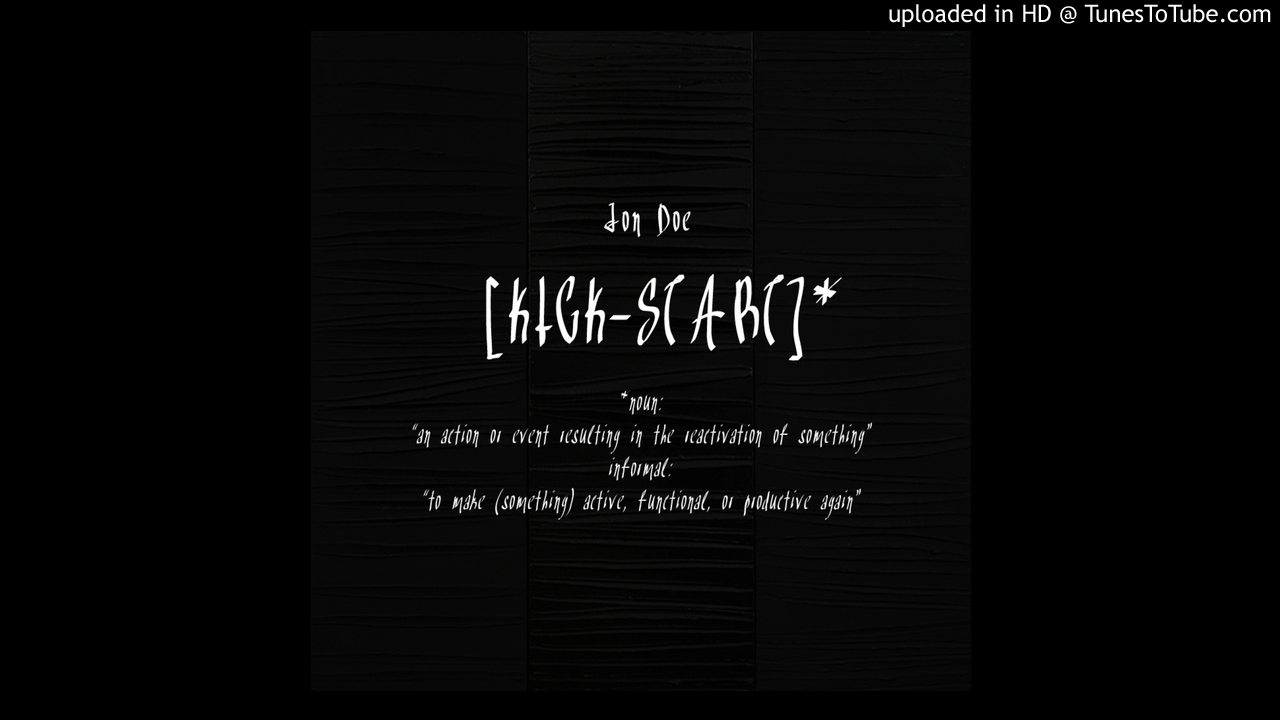 uploaded in HD @ TunesToTube.com
Jon Doe
[KICK-START]*
*noun:
"an action or event resulting in the reactivation of something"
informal:
"to make (something) active, functional, or productive again"